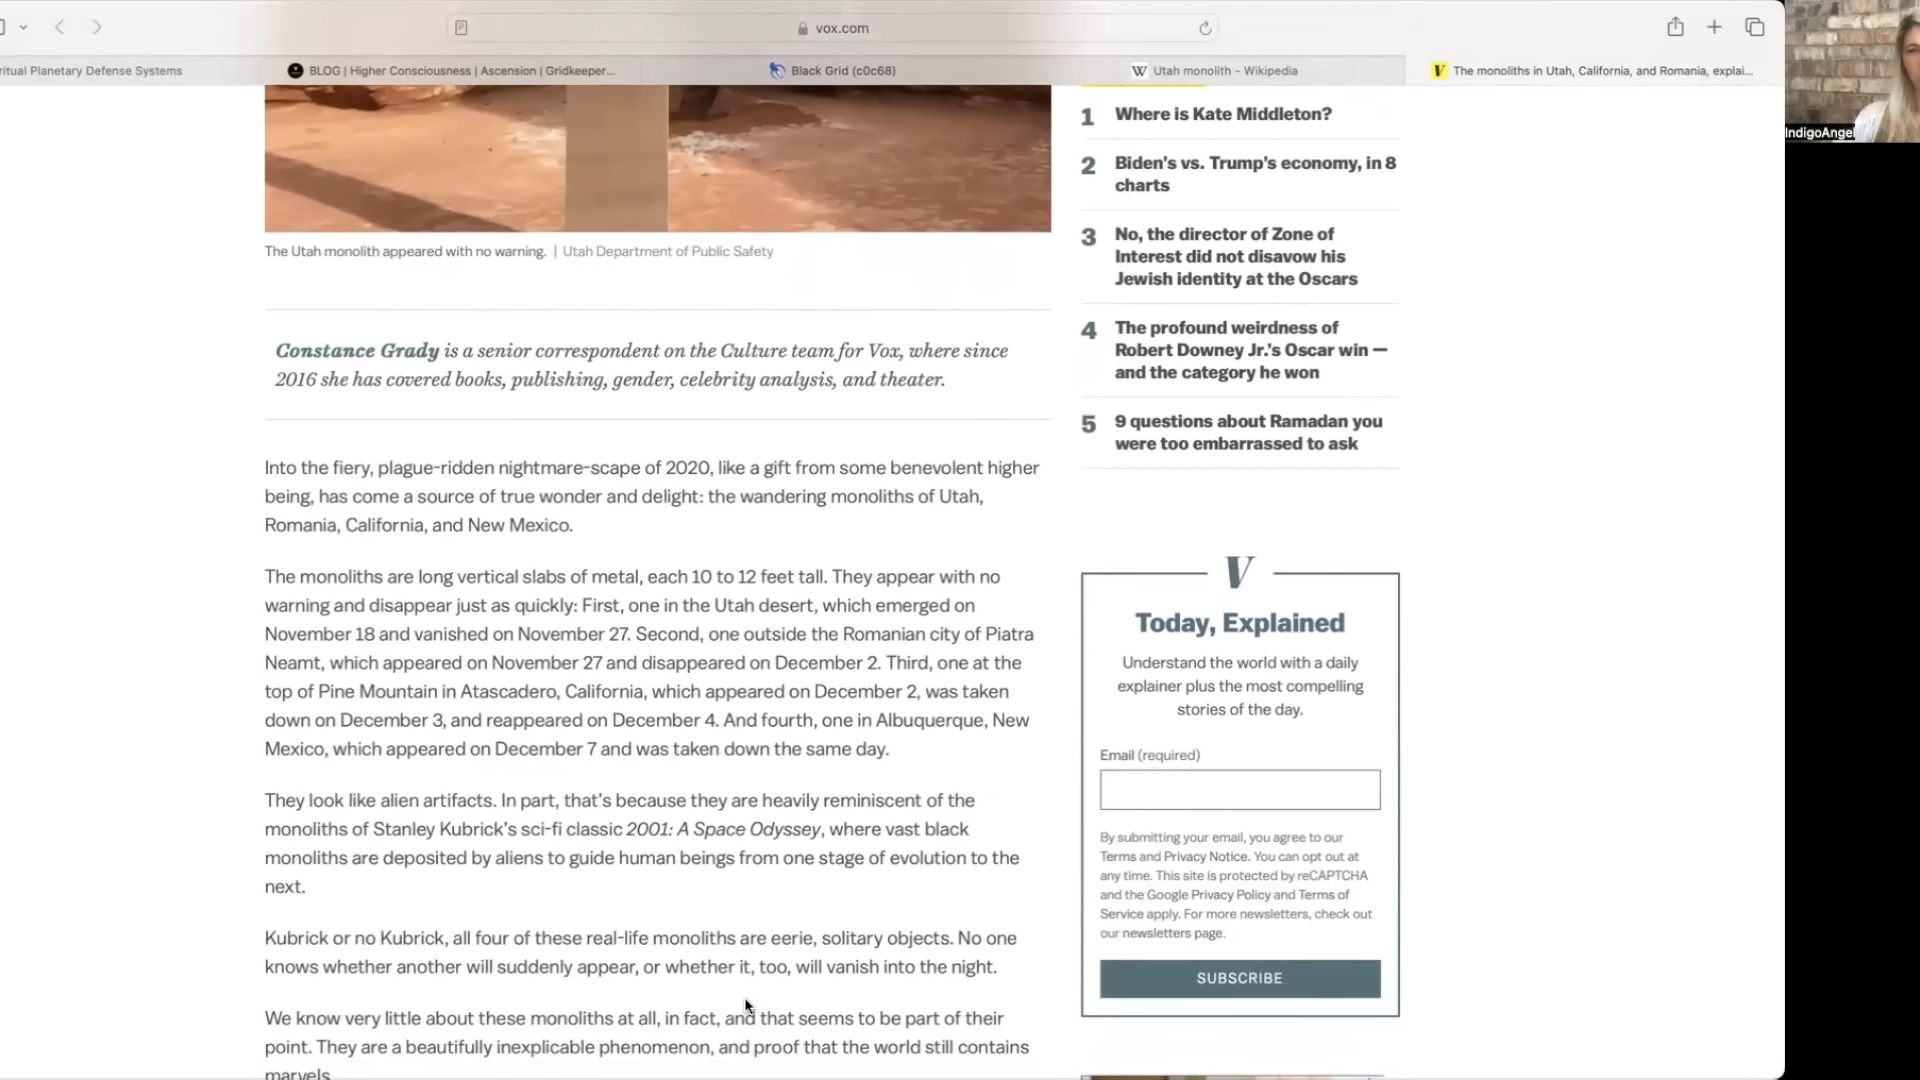 vox.com
ritual Planetary Defense Systems
BLOG | Higher Consciousness | Ascension | Gridkeeper...
Black Grid (c0c68)
W Utah monolith – Wikipedia
V The monoliths in Utah, California, and Romania, explai...
IndigoAngel
The Utah monolith appeared with no warning. | Utah Department of Public Safety
Constance Grady is a senior correspondent on the Culture team for Vox, where since
2016 she has covered books, publishing, gender, celebrity analysis, and theater.
Into the fiery, plague-ridden nightmare-scape of 2020, like a gift from some benevolent higher
being, has come a source of true wonder and delight: the wandering monoliths of Utah,
Romania, California, and New Mexico.
The monoliths are long vertical slabs of metal, each 10 to 12 feet tall. They appear with no
warning and disappear just as quickly: First, one in the Utah desert, which emerged on
November 18 and vanished on November 27. Second, one outside the Romanian city of Piatra
Neamt, which appeared on November 27 and disappeared on December 2. Third, one at the
top of Pine Mountain in Atascadero, California, which appeared on December 2, was taken
down on December 3, and reappeared on December 4. And fourth, one in Albuquerque, New
Mexico, which appeared on December 7 and was taken down the same day.
They look like alien artifacts. In part, that's because they are heavily reminiscent of the
monoliths of Stanley Kubrick's sci-fi classic 2001: A Space Odyssey, where vast black
monoliths are deposited by aliens to guide human beings from one stage of evolution to the
next.
Kubrick or no Kubrick, all four of these real-life monoliths are eerie, solitary objects. No one
knows whether another will suddenly appear, or whether it, too, will vanish into the night.
We know very little about these monoliths at all, in fact, and that seems to be part of their
point. They are a beautifully inexplicable phenomenon, and proof that the world still contains
marvels.
1 Where is Kate Middleton?
2 Biden's vs. Trump's economy, in 8
charts
3 No, the director of Zone of
Interest did not disavow his
Jewish identity at the Oscars
4 The profound weirdness of
Robert Downey Jr.'s Oscar win —
and the category he won
5 9 questions about Ramadan you
were too embarrassed to ask
V
Today, Explained
Understand the world with a daily
explainer plus the most compelling
stories of the day.
Email (required)
By submitting your email, you agree to our
Terms and Privacy Notice. You can opt out at
any time. This site is protected by reCAPTCHA
and the Google Privacy Policy and Terms of
Service apply. For more newsletters, check out
our newsletters page.
SUBSCRIBE